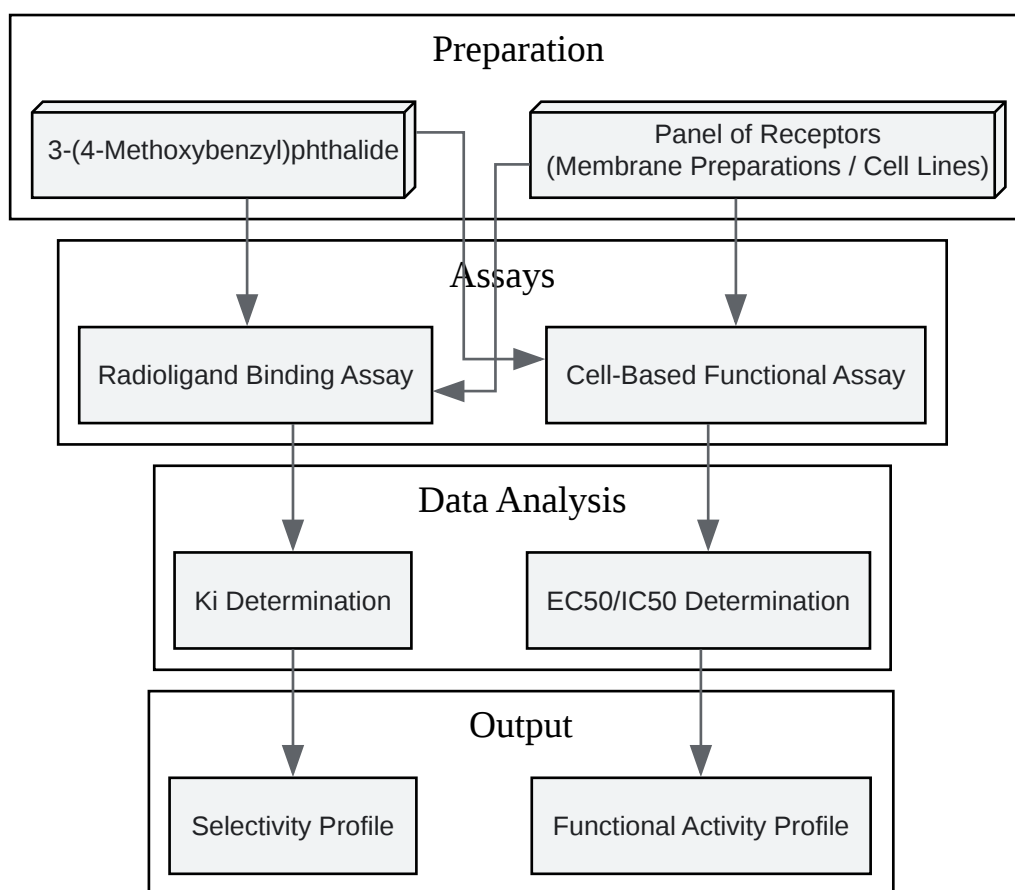 Preparation
3-(4-Methoxybenzyl)phthalide
Panel of Receptors
(Membrane Preparations / Cell Lines)
Assays
Radioligand Binding Assay
Cell-Based Functional Assay
Data Analysis
Ki Determination
EC50/IC50 Determination
Output
Selectivity Profile
Functional Activity Profile